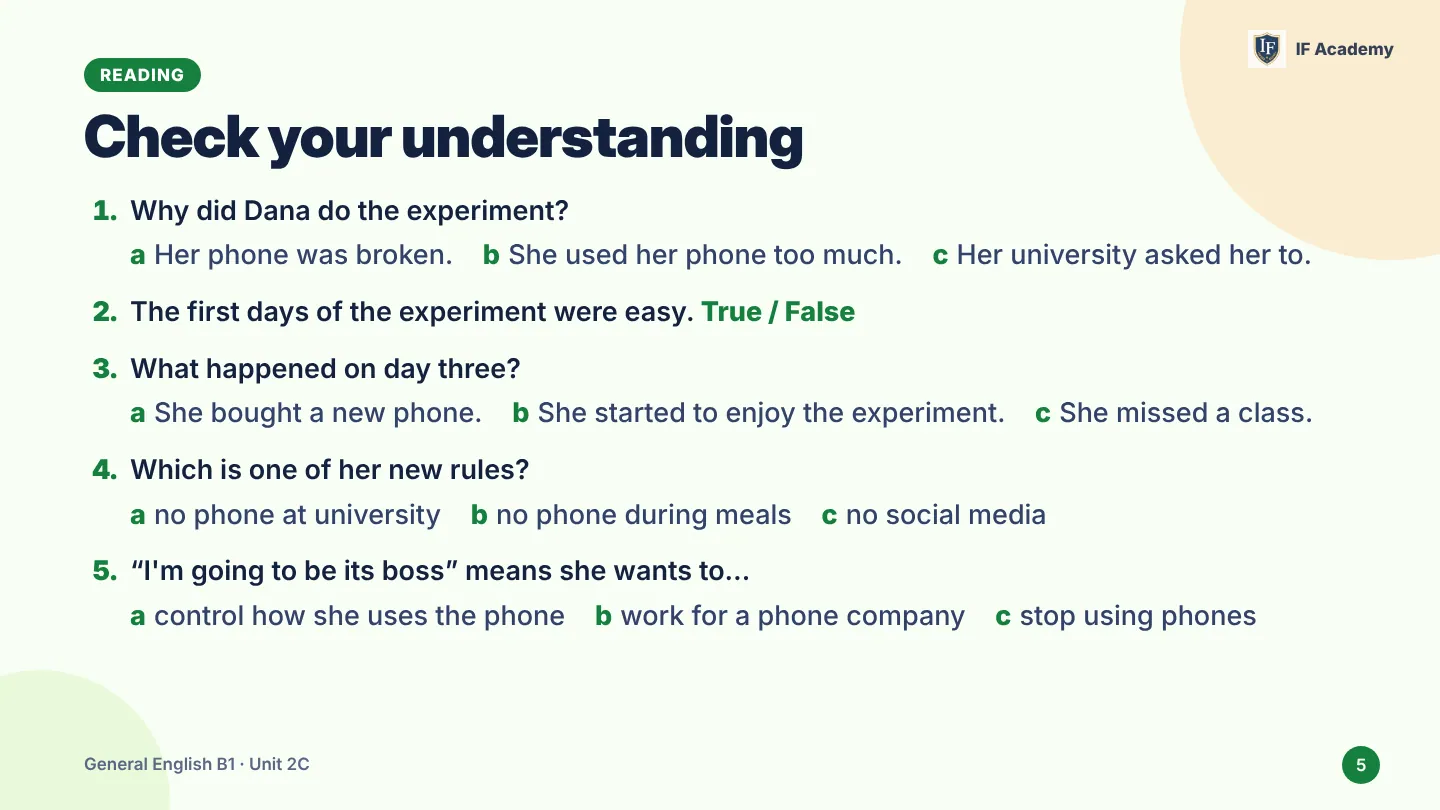 IF
IF Academy
READING
Check your understanding
1. Why did Dana do the experiment?
a Her phone was broken. b She used her phone too much. c Her university asked her to.
2. The first days of the experiment were easy. True / False
3. What happened on day three?
a She bought a new phone. b She started to enjoy the experiment. c She missed a class.
4. Which is one of her new rules?
a no phone at university b no phone during meals c no social media
5. “I'm going to be its boss” means she wants to…
a control how she uses the phone b work for a phone company c stop using phones
General English B1 · Unit 2C
5